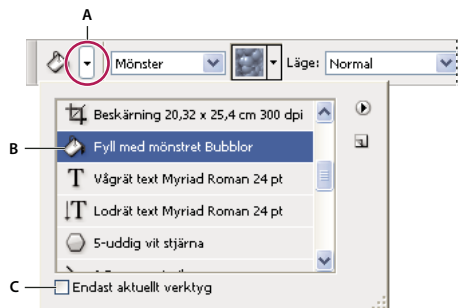 A
Mönster
Läge:
Normal
Beskärning 20,32 x 25,4 cm 300 dpi
B
Fyll med mönstret Bubblor
Vågrät text Myriad Roman 24 pt
Lodrät text Myriad Roman 24 pt
5-uddig vit stjärna
C
Endast aktuellt verktyg